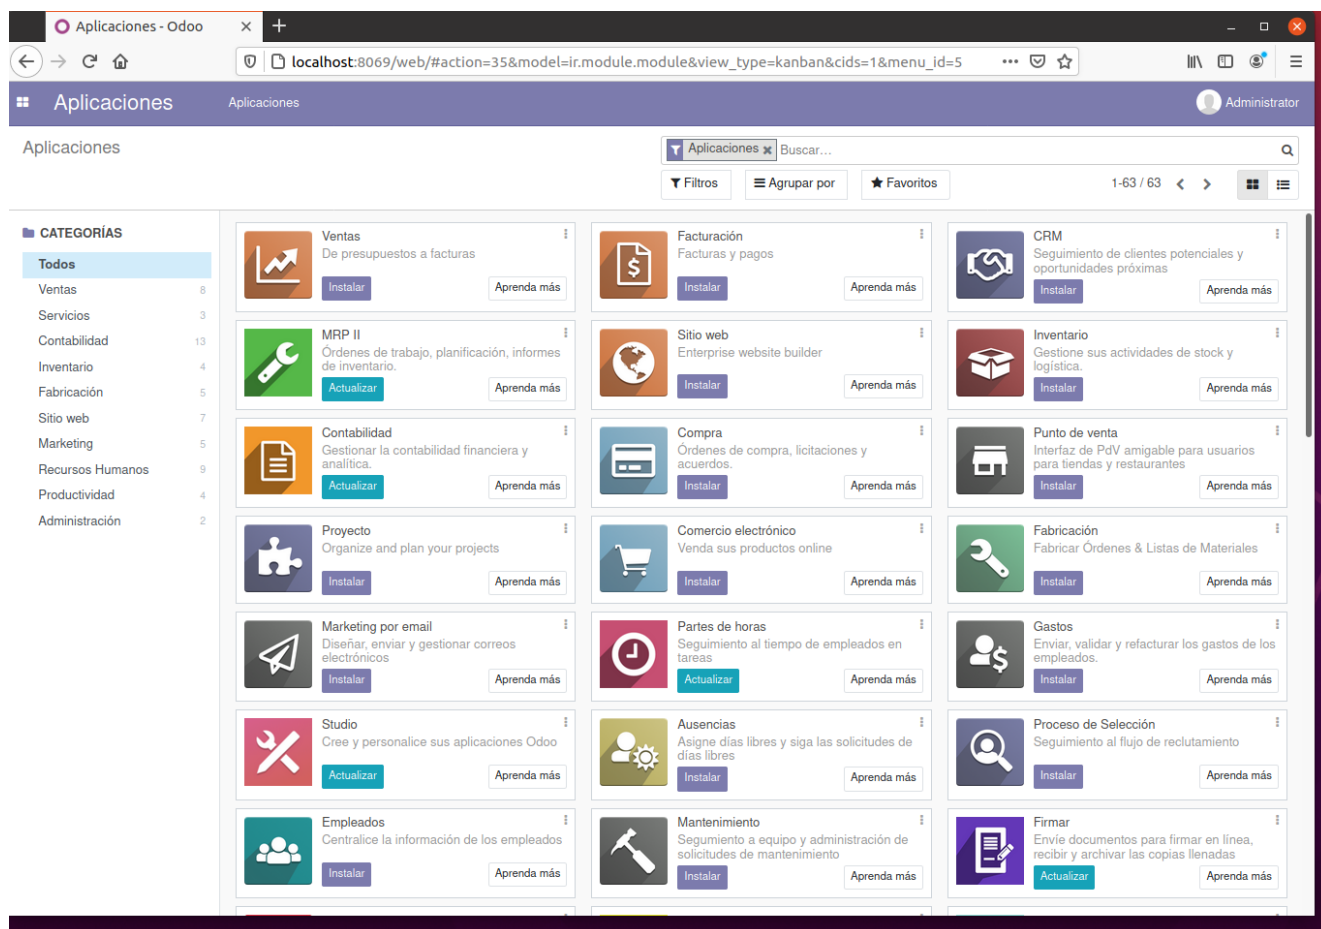 Aplicaciones - Odoo
localhost:8069/web/#action=35&model=ir.module.module&view_type=kanban&cids=1&menu_id=5
Aplicaciones
Aplicaciones
Administrator
Aplicaciones
Aplicaciones
Buscar...
Filtros
Agrupar por
Favoritos
1-63 / 63
CATEGORÍAS
Todos
Ventas 8
Servicios 3
Contabilidad 13
Inventario 4
Fabricación 5
Sitio web 7
Marketing 5
Recursos Humanos 9
Productividad 4
Administración 2
Ventas
De presupuestos a facturas
Instalar
Aprenda más
Facturación
Facturas y pagos
Instalar
Aprenda más
CRM
Seguimiento de clientes potenciales y
oportunidades próximas
Instalar
Aprenda más
MRP II
Órdenes de trabajo, planificación, informes
de inventario.
Actualizar
Aprenda más
Sitio web
Enterprise website builder
Instalar
Aprenda más
Inventario
Gestione sus actividades de stock y
logística.
Instalar
Aprenda más
Contabilidad
Gestionar la contabilidad financiera y
analítica.
Actualizar
Aprenda más
Compra
Órdenes de compra, licitaciones y
acuerdos.
Instalar
Aprenda más
Punto de venta
Interfaz de PdV amigable para usuarios
para tiendas y restaurantes
Instalar
Aprenda más
Proyecto
Organize and plan your projects
Instalar
Aprenda más
Comercio electrónico
Venda sus productos online
Instalar
Aprenda más
Fabricación
Fabricar Órdenes & Listas de Materiales
Instalar
Aprenda más
Marketing por email
Diseñar, enviar y gestionar correos
electrónicos
Instalar
Aprenda más
Partes de horas
Seguimiento al tiempo de empleados en
tareas
Actualizar
Aprenda más
Gastos
Enviar, validar y refacturar los gastos de los
empleados.
Instalar
Aprenda más
Studio
Cree y personalice sus aplicaciones Odoo
Actualizar
Aprenda más
Ausencias
Asigne días libres y siga las solicitudes de
días libres
Instalar
Aprenda más
Proceso de Selección
Seguimiento al flujo de reclutamiento
Instalar
Aprenda más
Empleados
Centralice la información de los empleados
Instalar
Aprenda más
Mantenimiento
Segumiento a equipo y administración de
solicitudes de mantenimiento
Instalar
Aprenda más
Firmar
Envíe documentos para firmar en línea,
recibir y archivar las copias llenadas
Actualizar
Aprenda más